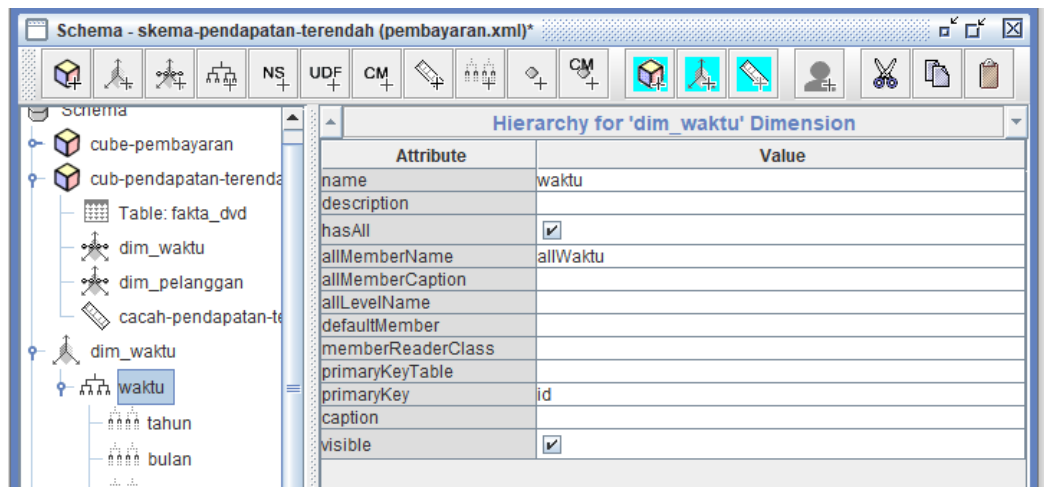 Schema - skema-pendapatan-terendah (pembayaran.xml)*
NS UDF CM CM
Schema
cube-pembayaran
cub-pendapatan-terenda
Table: fakta_dvd
dim_waktu
dim_pelanggan
cacah-pendapatan-te
dim_waktu
waktu
tahun
bulan
Hierarchy for 'dim_waktu' Dimension
Attribute Value
name waktu
description
hasAll
allMemberName allWaktu
allMemberCaption
allLevelName
defaultMember
memberReaderClass
primaryKeyTable
primaryKey id
caption
visible